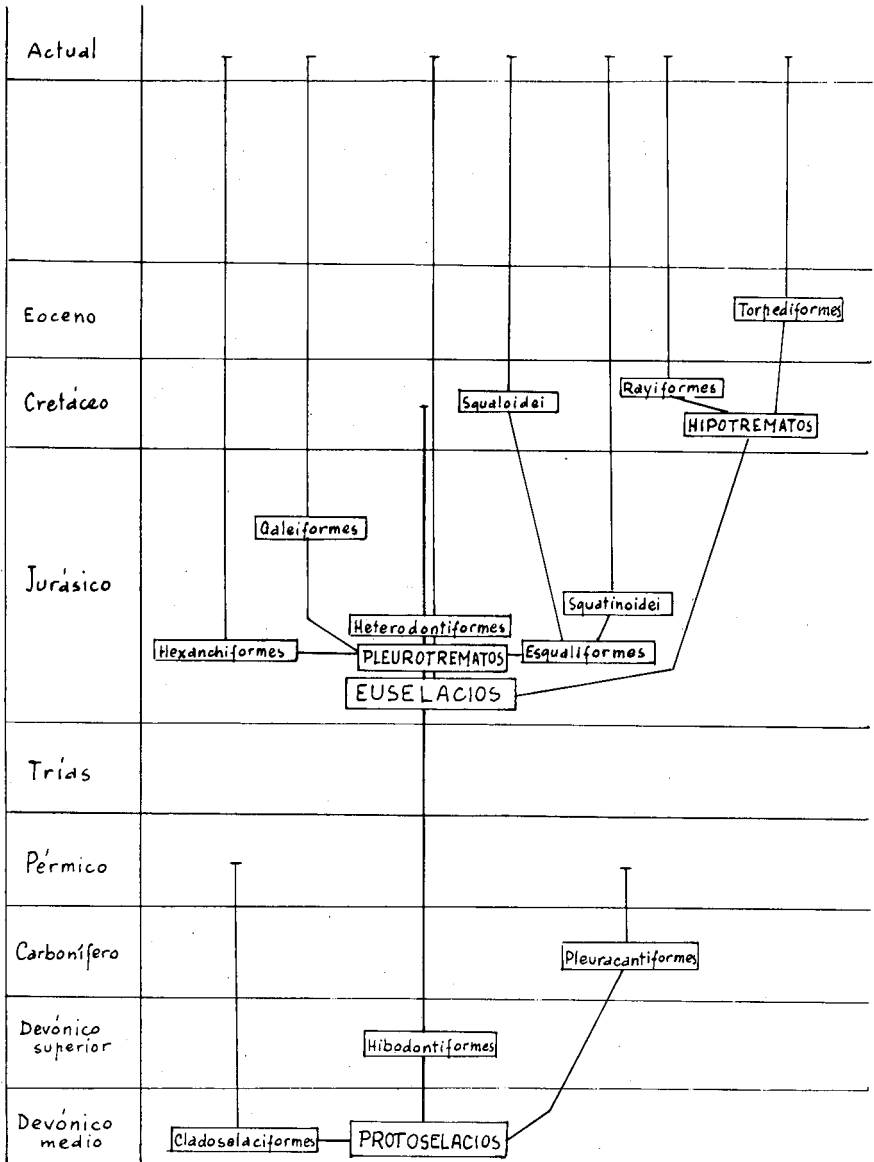 Actual
Eoceno
Torpediformes
Cretáceo
Squaloidei
Rayiformes
HIPOTREMATOS
Jurásico
Galeiformes
Squatinoidei
Heterodontiformes
Hexanchiformes
PLEUROTREMATOS
Esqualiformes
EUSELACIOS
Trías
Pérmico
Carbonífero
Pleuracantiformes
Devónico
superior
Hibodontiformes
Devónico
medio
Cladoselaciformes
PROTOSELACIOS